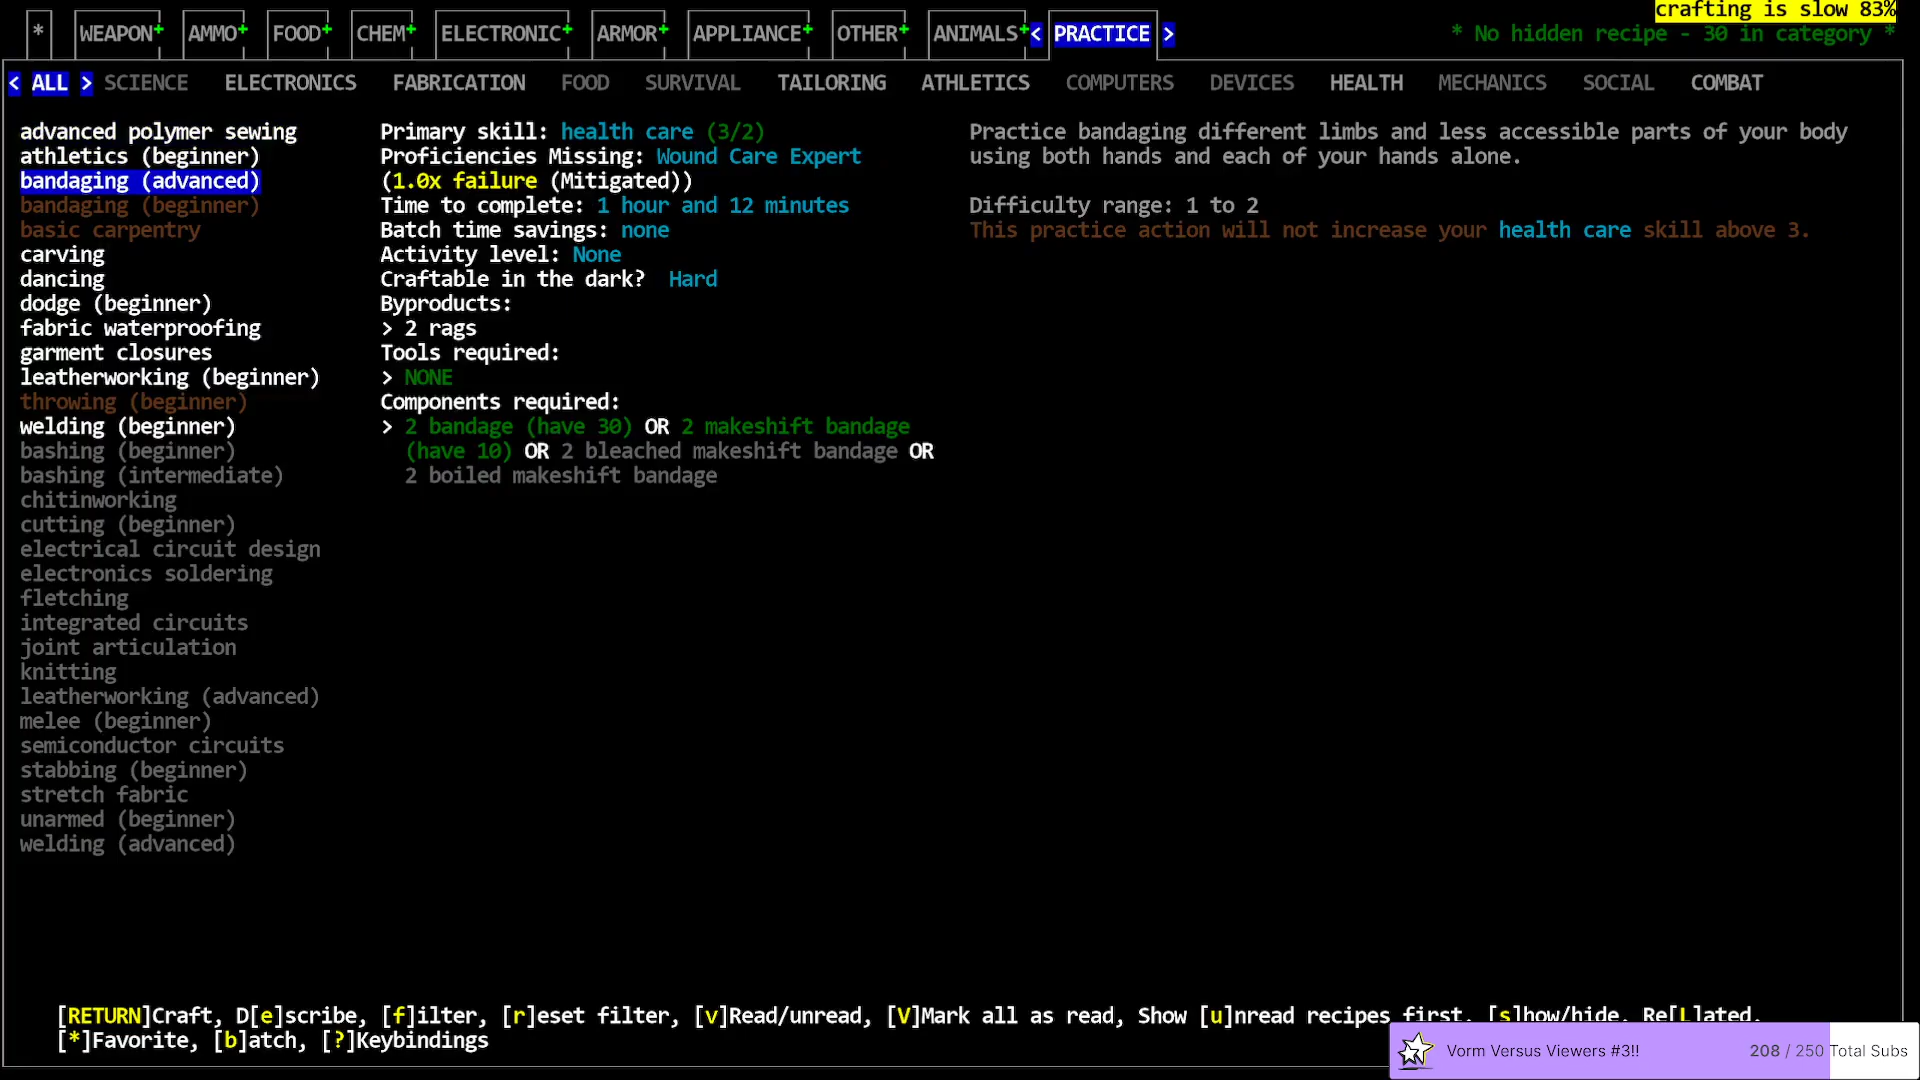 crafting is slow 83%
* WEAPON+ AMMO+ FOOD+ CHEM+ ELECTRONIC+ ARMOR+ APPLIANCE+ OTHER+ ANIMALS+ < PRACTICE > * No hidden recipe - 30 in category *
< ALL > SCIENCE ELECTRONICS FABRICATION FOOD SURVIVAL TAILORING ATHLETICS COMPUTERS DEVICES HEALTH MECHANICS SOCIAL COMBAT
advanced polymer sewing
athletics (beginner)
bandaging (advanced)
bandaging (beginner)
basic carpentry
carving
dancing
dodge (beginner)
fabric waterproofing
garment closures
leatherworking (beginner)
throwing (beginner)
welding (beginner)
bashing (beginner)
bashing (intermediate)
chitinworking
cutting (beginner)
electrical circuit design
electronics soldering
fletching
integrated circuits
joint articulation
knitting
leatherworking (advanced)
melee (beginner)
semiconductor circuits
stabbing (beginner)
stretch fabric
unarmed (beginner)
welding (advanced)
Primary skill: health care (3/2)
Proficiencies Missing: Wound Care Expert
(1.0x failure (Mitigated))
Time to complete: 1 hour and 12 minutes
Batch time savings: none
Activity level: None
Craftable in the dark? Hard
Byproducts:
> 2 rags
Tools required:
> NONE
Components required:
> 2 bandage (have 30) OR 2 makeshift bandage
(have 10) OR 2 bleached makeshift bandage OR
2 boiled makeshift bandage
Practice bandaging different limbs and less accessible parts of your body
using both hands and each of your hands alone.
Difficulty range: 1 to 2
This practice action will not increase your health care skill above 3.
[RETURN]Craft, D[e]scribe, [f]ilter, [r]eset filter, [v]Read/unread, [V]Mark all as read, Show [u]nread recipes first, [s]how/hide, Re[L]ated,
[*]Favorite, [b]atch, [?]Keybindings
Vorm Versus Viewers #3!! 208 / 250 Total Subs